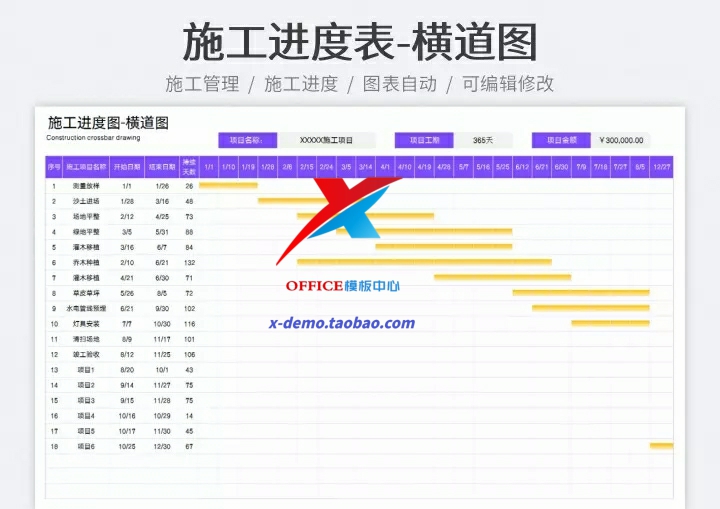 施工进度表-横道图
施工管理 / 施工进度 / 图表自动 / 可编辑修改
施工进度图-横道图
Construction crossbar drawing
项目名称: XXXXX施工项目 项目工期 365天 项目金额 ￥300,000.00
序号 施工项目名称 开始日期 结束日期 持续天数 1/1 1/10 1/19 1/28 2/6 2/15 2/24 3/5 3/14 4/1 4/10 4/19 4/28 5/7 5/16 5/25 6/12 6/21 6/30 7/9 7/18 7/27 8/5 12/27
1 测量放样 1/1 1/26 26
2 沙土进场 1/28 3/16 48
3 场地平整 2/12 4/25 73
4 绿地平整 3/5 5/31 88
5 灌木移植 3/16 6/7 84
6 乔木种植 2/10 6/21 132
7 灌木移植 4/21 6/30 71
8 草皮草坪 5/26 8/5 72
9 水电管线预埋 6/21 9/30 102
10 灯具安装 7/7 10/30 116
11 清扫场地 8/9 11/17 101
12 竣工验收 8/12 11/25 106
13 项目1 8/20 10/1 43
14 项目2 9/14 11/27 75
15 项目3 9/15 11/28 75
16 项目4 10/16 10/29 14
17 项目5 10/17 11/30 45
18 项目6 10/25 12/30 67
OFFICE模板中心
x-demo.taobao.com